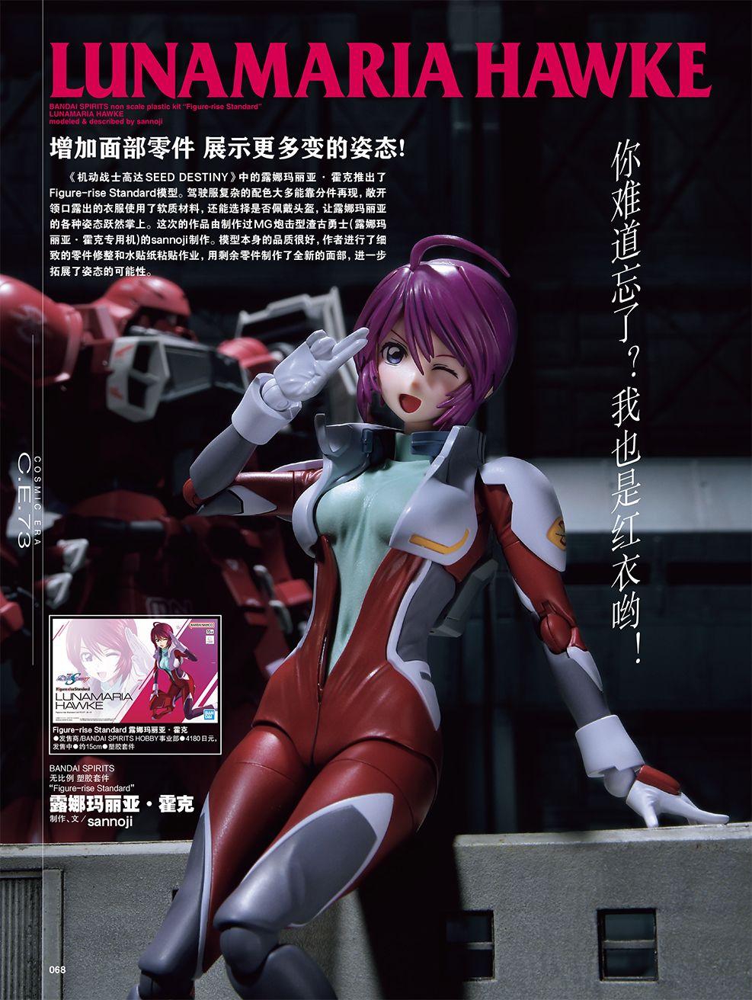 LUNAMARIA HAWKE
BANDAI SPIRITS non scale plastic kit "Figure-rise Standard"
LUNAMARIA HAWKE
modeled & described by sannoji
增加面部零件 展示更多变的姿态!
《机动战士高达SEED DESTINY》中的露娜玛丽亚·霍克推出了
Figure-rise Standard模型。驾驶服复杂的配色大多能靠分件再现，敞开
领口露出的衣服使用了软质材料，还能选择是否佩戴头盔，让露娜玛丽亚
的各种姿态跃然掌上。这次的作品由制作过MG炮击型渣古勇士（露娜玛
丽亚·霍克专用机）的sannoji制作。模型本身的品质很好，作者进行了细
致的零件修整和水贴纸粘贴作业，用剩余零件制作了全新的面部，进一步
拓展了姿态的可能性。
你难道忘了？我也是红衣哟！
COSMIC ERA
C.E.73
BANDAI NAMCO
15+
Figure-rise Standard
LUNAMARIA
HAWKE
BAN
DAI
Figure-rise Standard 露娜玛丽亚·霍克
●发售商/BANDAI SPIRITS HOBBY事业部●4180日元，
发售中●约15cm●塑胶套件
BANDAI SPIRITS
无比例 塑胶套件
"Figure-rise Standard"
露娜玛丽亚·霍克
制作、文/sannoji
068